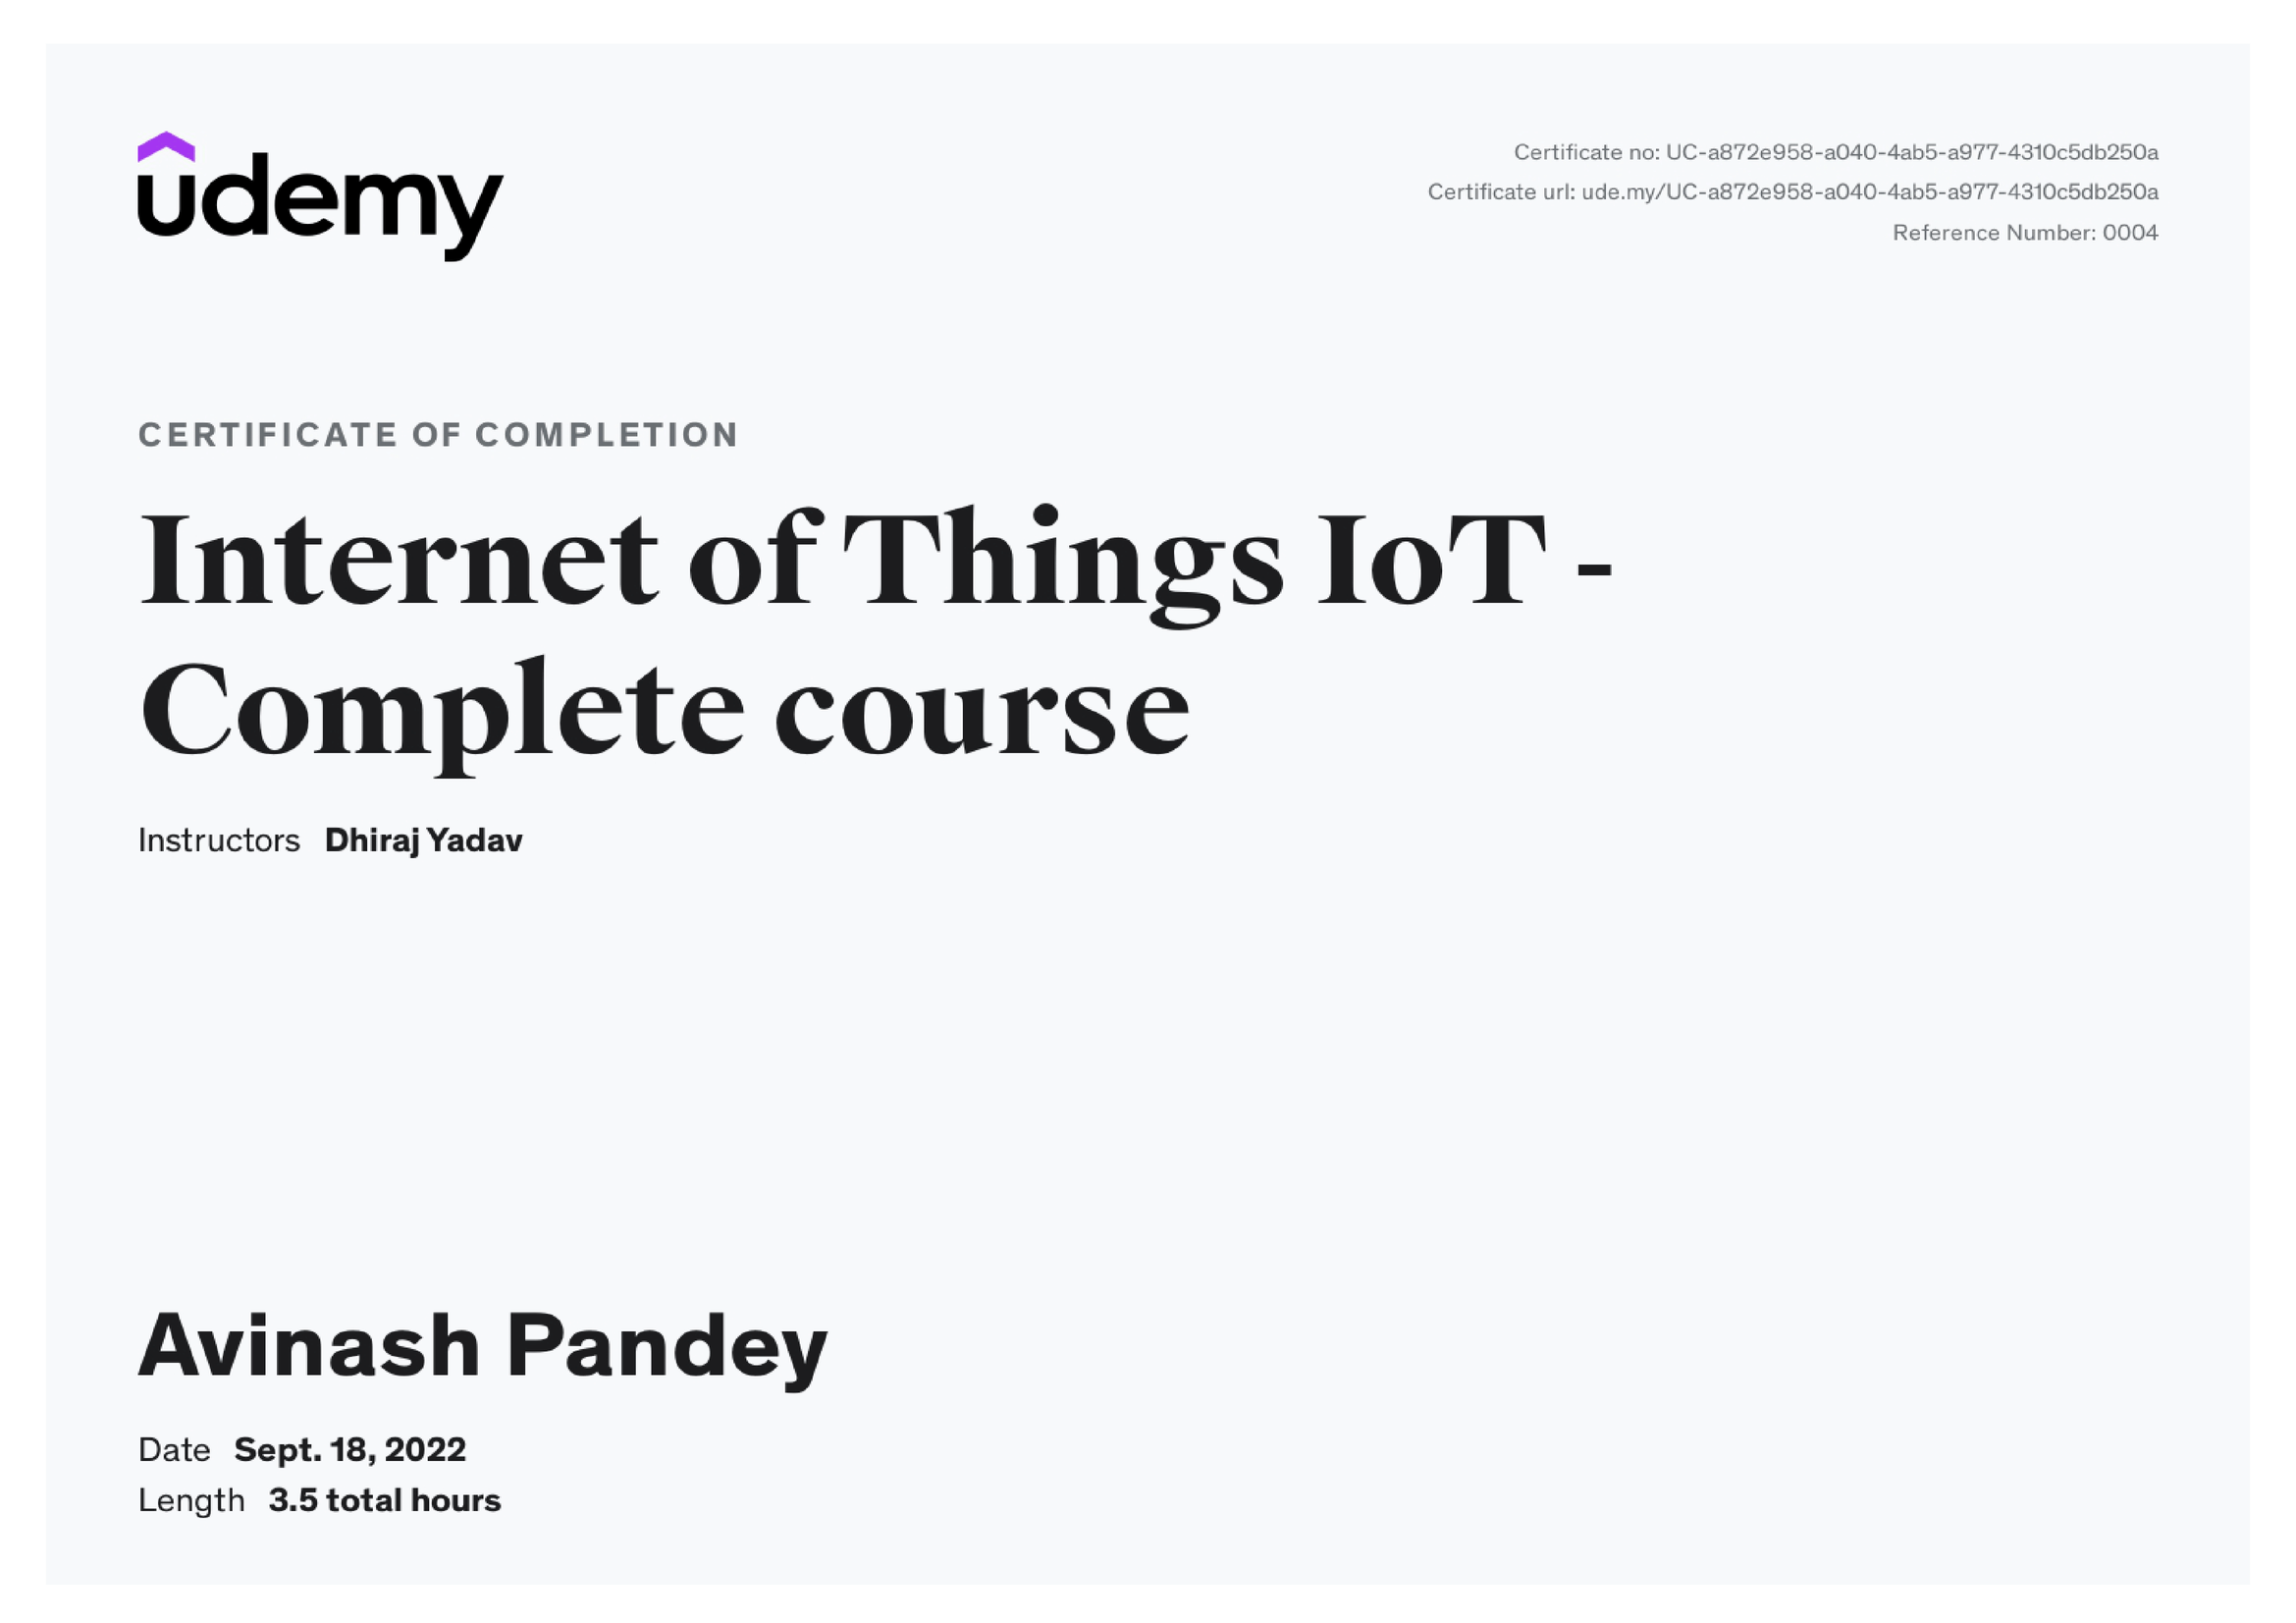 udemy
Certificate no: UC-a872e958-a040-4ab5-a977-4310c5db250a
Certificate url: ude.my/UC-a872e958-a040-4ab5-a977-4310c5db250a
Reference Number: 0004
CERTIFICATE OF COMPLETION
Internet of Things IoT -
Complete course
Instructors Dhiraj Yadav
Avinash Pandey
Date Sept. 18, 2022
Length 3.5 total hours